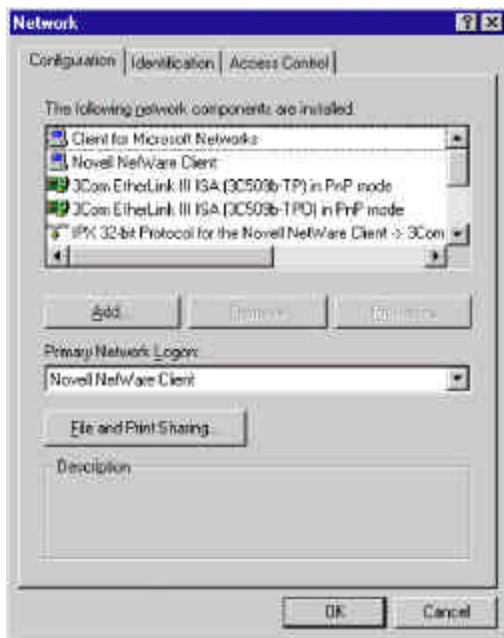 Network
Configuration Identification Access Control
The following network components are installed
Client for Microsoft Networks
Novell NetWare Client
3Com EtherLink III ISA (3C509b-TP) in PnP mode
3Com EtherLink III ISA (3C509b-TPO) in PnP mode
IPX 32-bit Protocol for the Novell NetWare Client -> 3Com
Add... Remove Properties
Primary Network Logon:
Novell NetWare Client
File and Print Sharing...
Description
OK Cancel